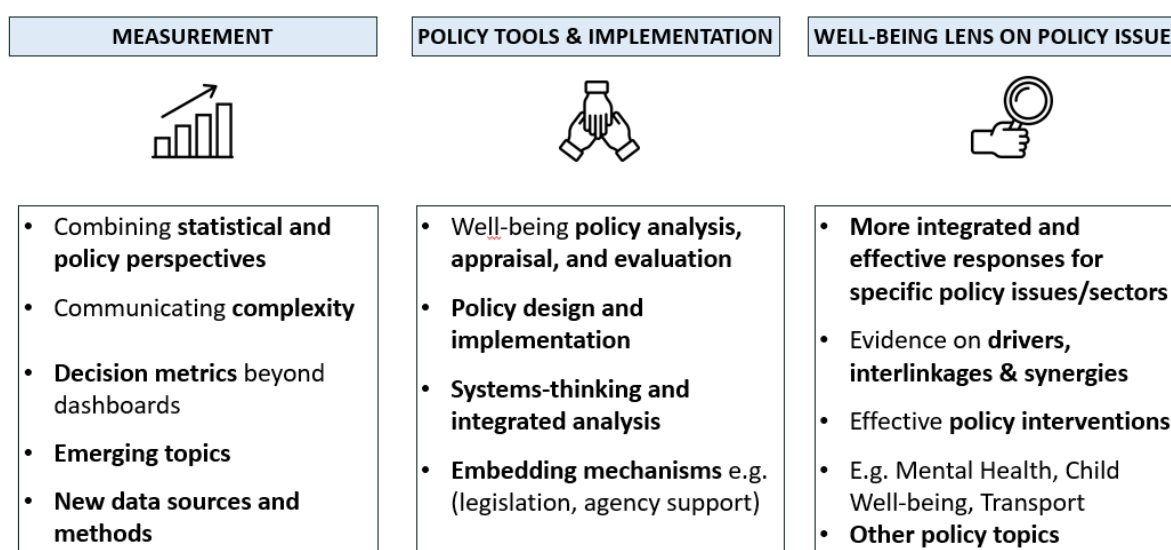 MEASUREMENT
• Combining statistical and
policy perspectives
• Communicating complexity
• Decision metrics beyond
dashboards
• Emerging topics
• New data sources and
methods
POLICY TOOLS & IMPLEMENTATION
• Well-being policy analysis,
appraisal, and evaluation
• Policy design and
implementation
• Systems-thinking and
integrated analysis
• Embedding mechanisms e.g.
(legislation, agency support)
WELL-BEING LENS ON POLICY ISSUE
• More integrated and
effective responses for
specific policy issues/sectors
• Evidence on drivers,
interlinkages & synergies
• Effective policy interventions
• E.g. Mental Health, Child
Well-being, Transport
• Other policy topics